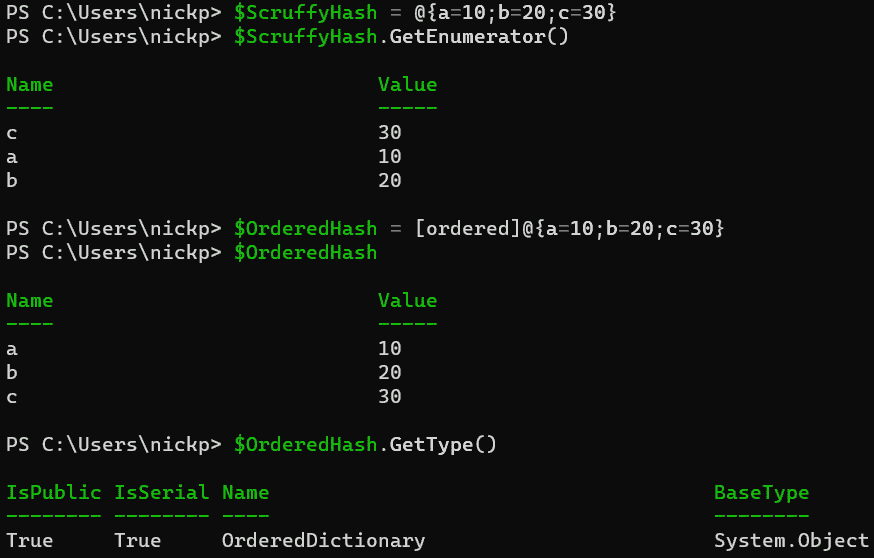 PS C:\Users\nickp> $ScruffyHash = @{a=10;b=20;c=30}
PS C:\Users\nickp> $ScruffyHash.GetEnumerator()
Name                           Value
----                           -----
c                              30
a                              10
b                              20
PS C:\Users\nickp> $OrderedHash = [ordered]@{a=10;b=20;c=30}
PS C:\Users\nickp> $OrderedHash
Name                           Value
----                           -----
a                              10
b                              20
c                              30
PS C:\Users\nickp> $OrderedHash.GetType()
IsPublic IsSerial Name                                     BaseType
-------- -------- ----                                     --------
True     True     OrderedDictionary                        System.Object